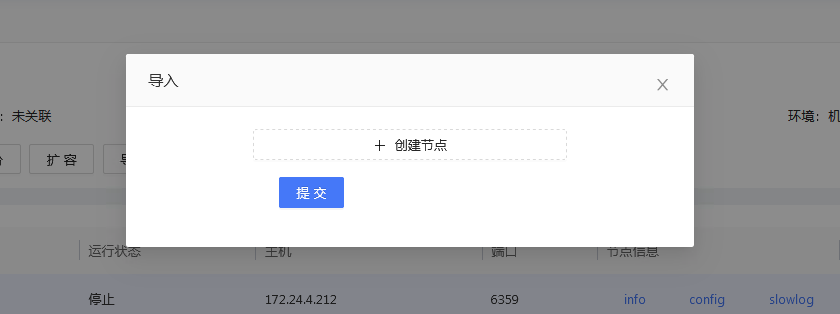 导入
：未关联
环境：
扩 容
＋ 创建节点
提 交
运行状态 主机 端口 节点信息
停止 172.24.4.212 6359 info config slowlog